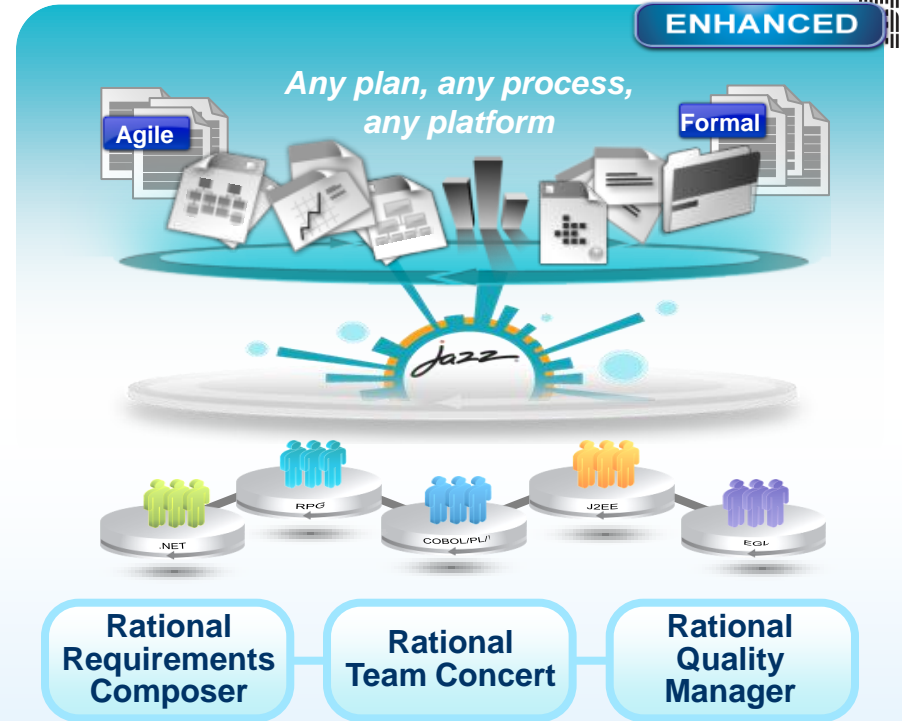 ENHANCED
Any plan, any process,
any platform
Agile
Formal
jazz
RPG
J2EE
.NET
COBOL/PL/I
EGL
Rational
Requirements
Composer
Rational
Team Concert
Rational
Quality
Manager